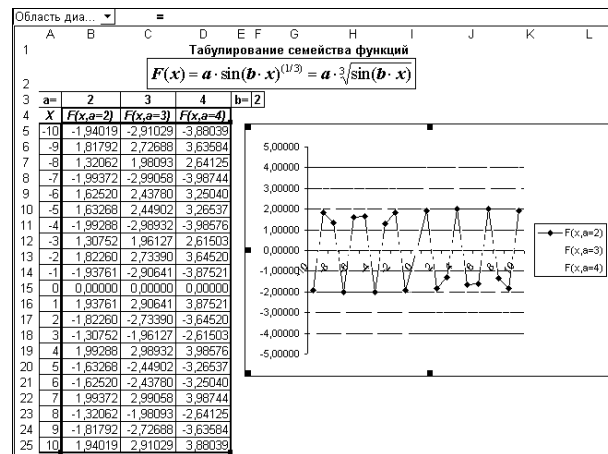 Область диа... =
A B C D E F G H I J K L
1 Табулирование семейства функций
2 F(x) = a · sin(b · x)^(1/3) = a · ∛sin(b · x)
3 a= 2 3 4 b= 2
4 X F(x,a=2) F(x,a=3) F(x,a=4)
5 -10 -1,94019 -2,91029 -3,88039
6 -9 1,81792 2,72688 3,63584
7 -8 1,32062 1,98093 2,64125
8 -7 -1,99372 -2,99058 -3,98744
9 -6 1,62520 2,43780 3,25040
10 -5 1,63268 2,44902 3,26537
11 -4 -1,99288 -2,98932 -3,98576
12 -3 1,30752 1,96127 2,61503
13 -2 1,82260 2,73390 3,64520
14 -1 -1,93761 -2,90641 -3,87521
15 0 0,00000 0,00000 0,00000
16 1 1,93761 2,90641 3,87521
17 2 -1,82260 -2,73390 -3,64520
18 3 -1,30752 -1,96127 -2,61503
19 4 1,99288 2,98932 3,98576
20 5 -1,63268 -2,44902 -3,26537
21 6 -1,62520 -2,43780 -3,25040
22 7 1,99372 2,99058 3,98744
23 8 -1,32062 -1,98093 -2,64125
24 9 -1,81792 -2,72688 -3,63584
25 10 1,94019 2,91029 3,88039
5,00000
4,00000
3,00000
2,00000
1,00000
0,00000
-1,00000
-2,00000
-3,00000
-4,00000
-5,00000
F(x,a=2)
F(x,a=3)
F(x,a=4)